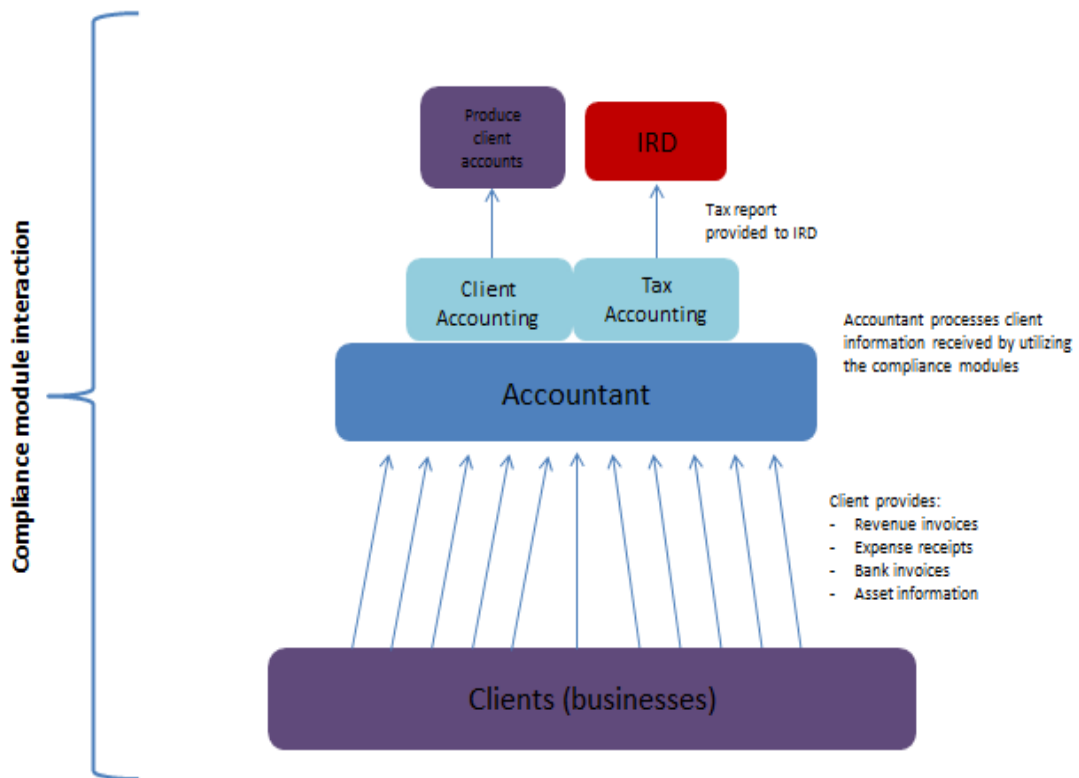 Compliance module interaction
Produce
client
accounts
IRD
Tax report
provided to IRD
Client
Accounting
Tax
Accounting
Accountant processes client
information received by utilizing
the compliance modules
Accountant
Client provides:
- Revenue invoices
- Expense receipts
- Bank invoices
- Asset information
Clients (businesses)